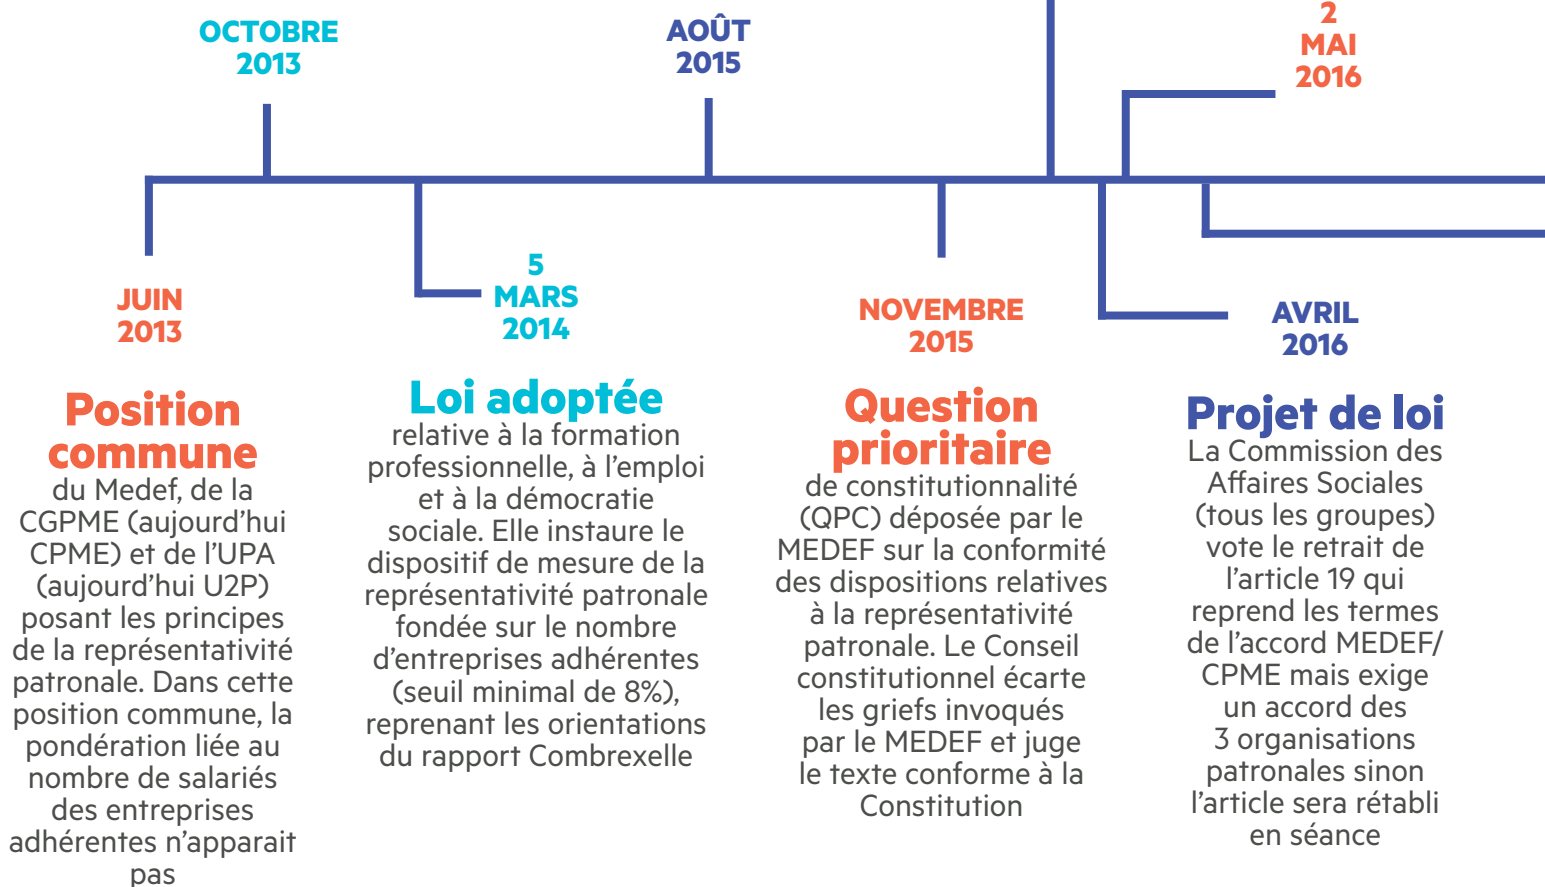 OCTOBRE
2013
AOÛT
2015
2
MAI
2016
JUIN
2013
Position
commune
du Medef, de la
CGPME (aujourd’hui
CPME) et de l’UPA
(aujourd’hui U2P)
posant les principes
de la représentativité
patronale. Dans cette
position commune, la
pondération liée au
nombre de salariés
des entreprises
adhérentes n’apparait
pas
5
MARS
2014
Loi adoptée
relative à la formation
professionnelle, à l’emploi
et à la démocratie
sociale. Elle instaure le
dispositif de mesure de la
représentativité patronale
fondée sur le nombre
d’entreprises adhérentes
(seuil minimal de 8%),
reprenant les orientations
du rapport Combrexelle
NOVEMBRE
2015
Question
prioritaire
de constitutionnalité
(QPC) déposée par le
MEDEF sur la conformité
des dispositions relatives
à la représentativité
patronale. Le Conseil
constitutionnel écarte
les griefs invoqués
par le MEDEF et juge
le texte conforme à la
Constitution
AVRIL
2016
Projet de loi
La Commission des
Affaires Sociales
(tous les groupes)
vote le retrait de
l’article 19 qui
reprend les termes
de l’accord MEDEF/
CPME mais exige
un accord des
3 organisations
patronales sinon
l’article sera rétabli
en séance